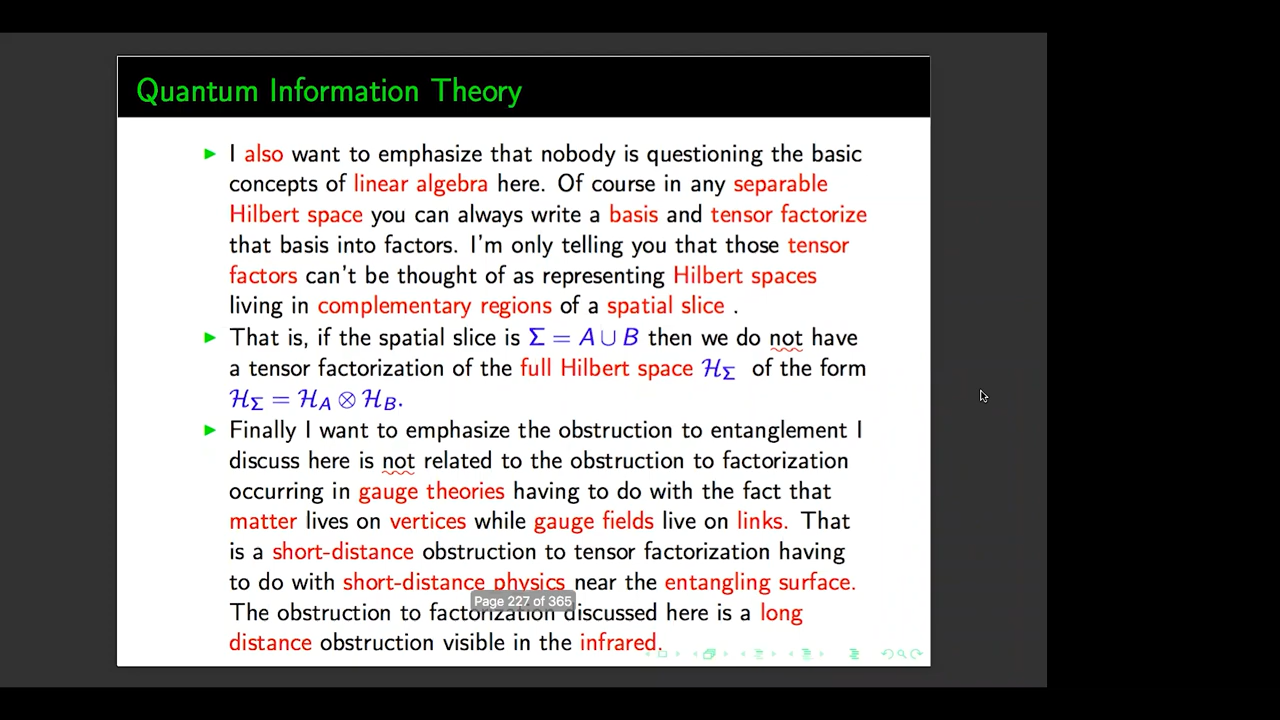 Quantum Information Theory
I also want to emphasize that nobody is questioning the basic
concepts of linear algebra here. Of course in any separable
Hilbert space you can always write a basis and tensor factorize
that basis into factors. I'm only telling you that those tensor
factors can't be thought of as representing Hilbert spaces
living in complementary regions of a spatial slice .
That is, if the spatial slice is Σ = A ∪ B then we do not have
a tensor factorization of the full Hilbert space ℋ_Σ of the form
ℋ_Σ = ℋ_A ⊗ ℋ_B.
Finally I want to emphasize the obstruction to entanglement I
discuss here is not related to the obstruction to factorization
occurring in gauge theories having to do with the fact that
matter lives on vertices while gauge fields live on links. That
is a short-distance obstruction to tensor factorization having
to do with short-distance physics near the entangling surface.
Page 227 of 365
The obstruction to factorization discussed here is a long
distance obstruction visible in the infrared.